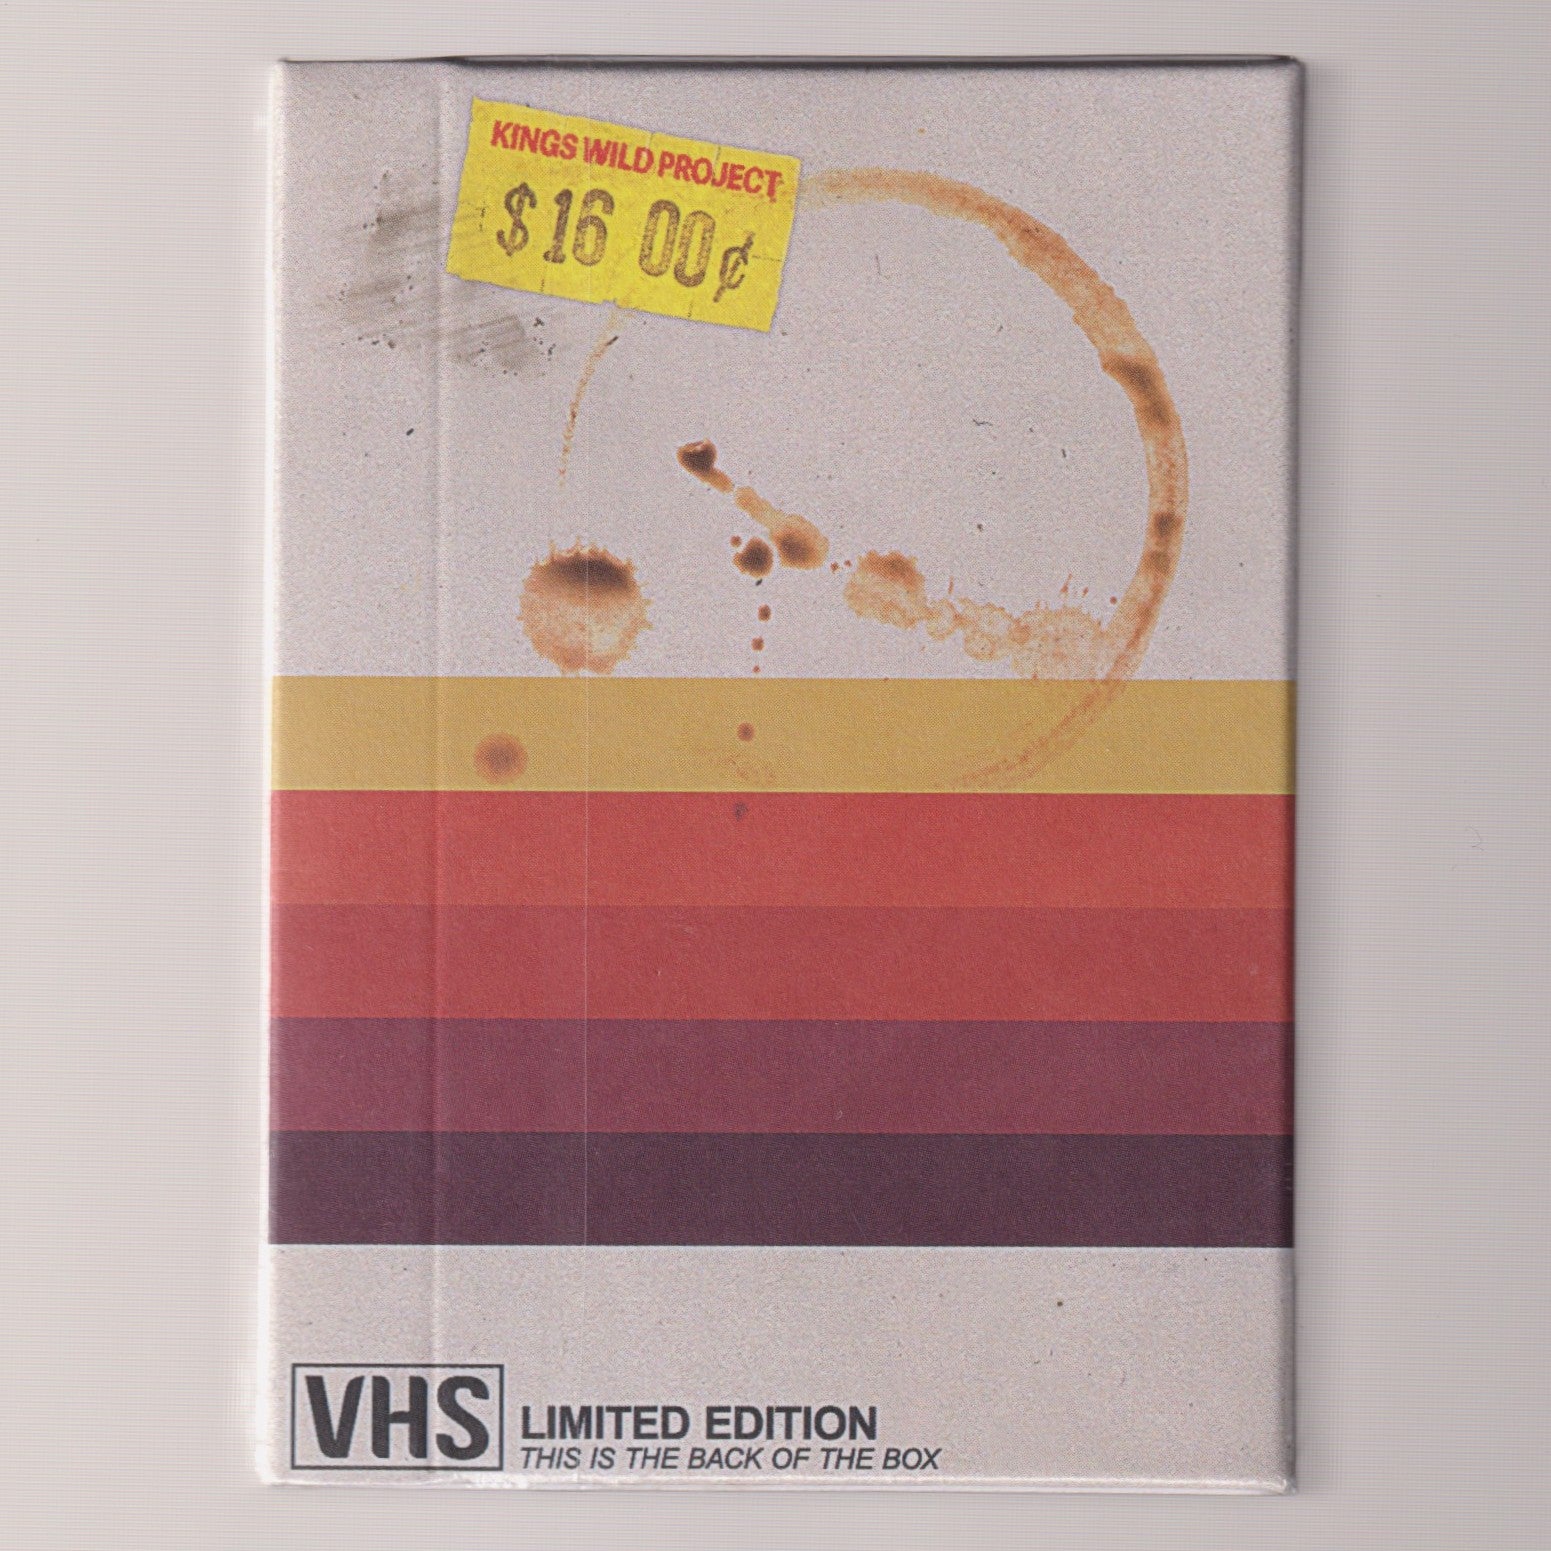 KINGS WILD PROJECT
$16 00¢
VHS
LIMITED EDITION
THIS IS THE BACK OF THE BOX